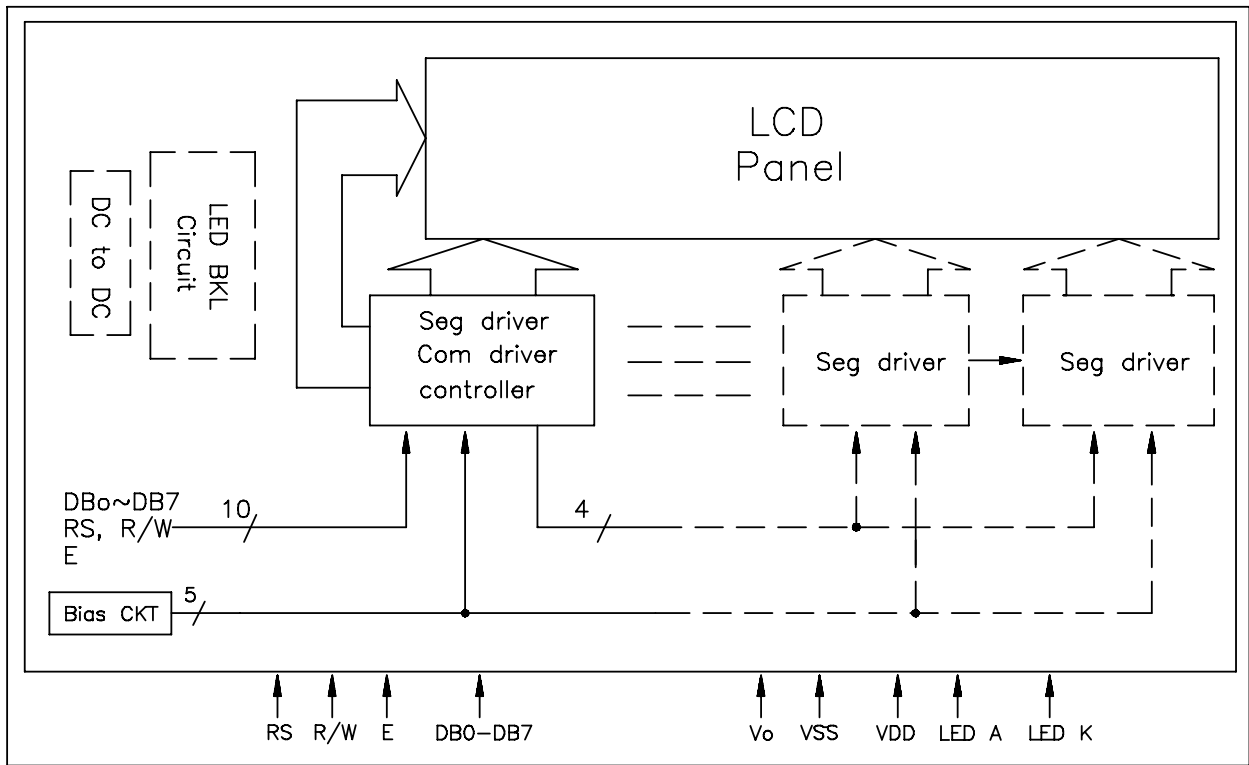 LCD
Panel
DC to DC
LED BKL
Circuit
Seg driver
Com driver
controller
Seg driver
Seg driver
DBo~DB7
RS, R/W
E
10
4
Bias CKT
5
RS
R/W
E
DB0-DB7
Vo
VSS
VDD
LED A
LED K